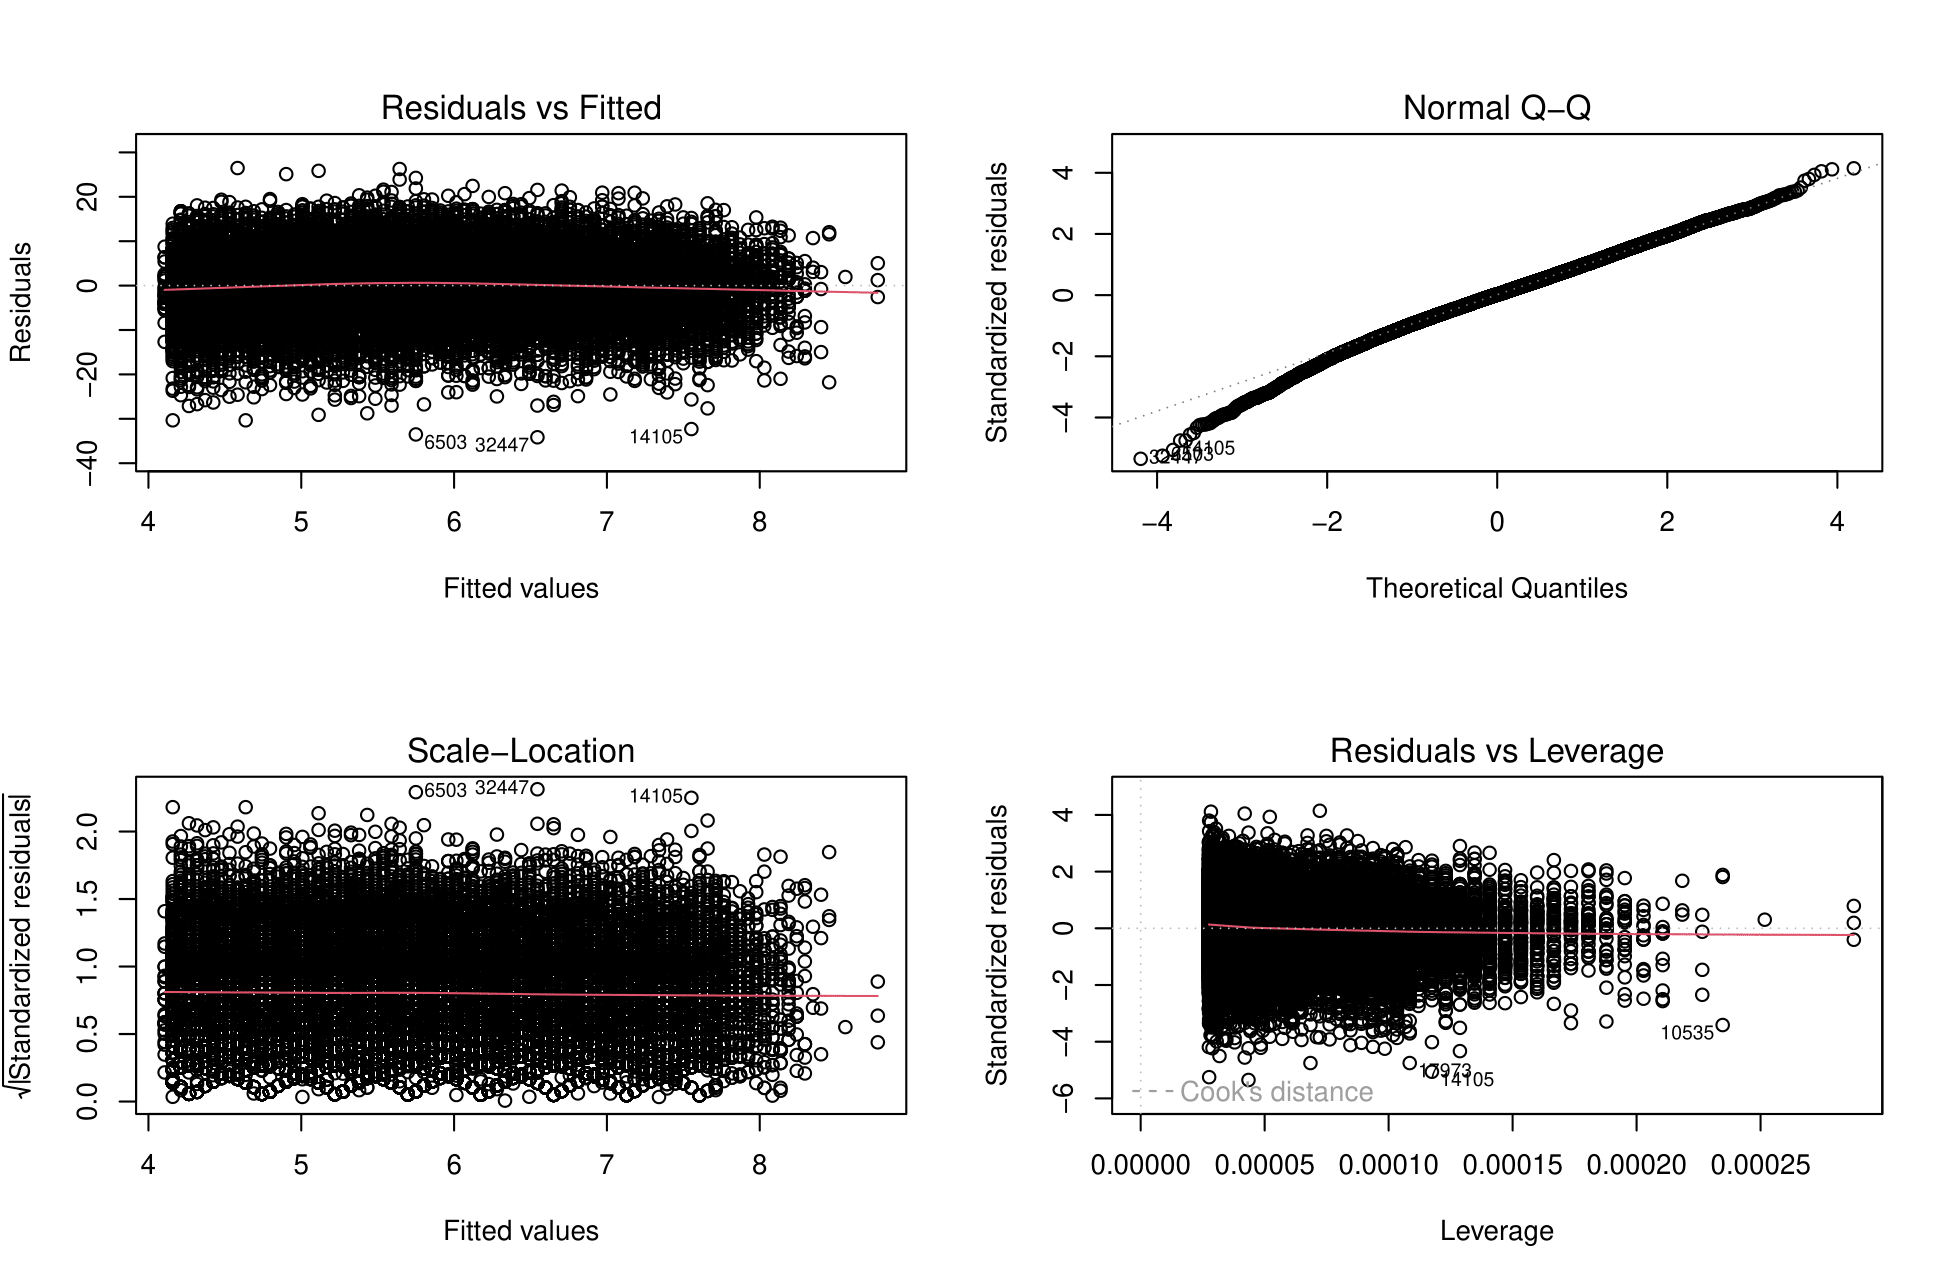 Residuals vs Fitted
Residuals
20
0
−20
−40
6503
32447
14105
4 5 6 7 8
Fitted values
Normal Q−Q
Standardized residuals
4
2
0
−2
−4
14105
−4 −2 0 2 4
Theoretical Quantiles
Scale−Location
√|Standardized residuals|
2.0
1.5
1.0
0.5
0.0
6503
32447
14105
4 5 6 7 8
Fitted values
Residuals vs Leverage
Standardized residuals
4
2
0
−2
−4
−6
10535
17973
14105
Cook's distance
0.00000 0.00005 0.00010 0.00015 0.00020 0.00025
Leverage